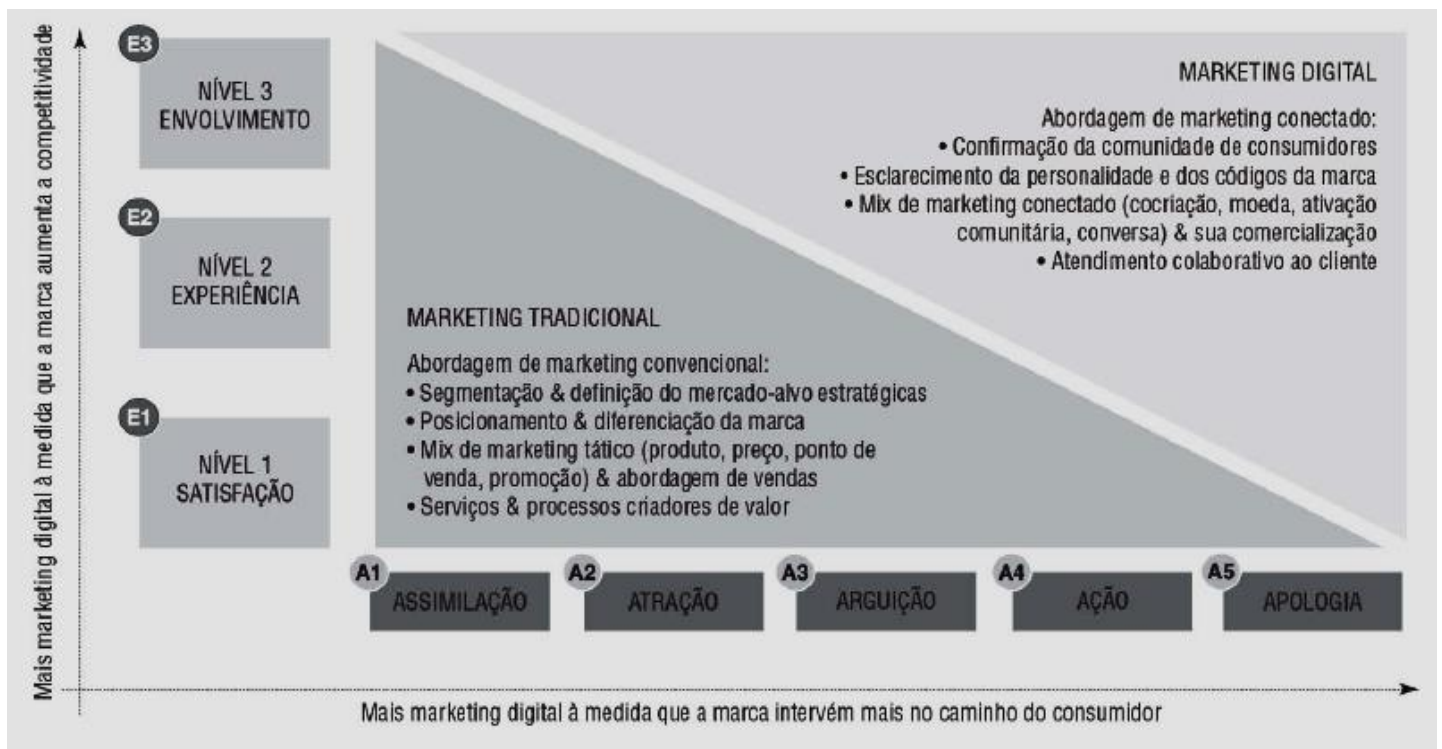 Mais marketing digital à medida que a marca aumenta a competitividade
E3
NÍVEL 3
ENVOLVIMENTO
E2
NÍVEL 2
EXPERIÊNCIA
E1
NÍVEL 1
SATISFAÇÃO
MARKETING DIGITAL
Abordagem de marketing conectado:
• Confirmação da comunidade de consumidores
• Esclarecimento da personalidade e dos códigos da marca
• Mix de marketing conectado (cocriação, moeda, ativação
comunitária, conversa) & sua comercialização
• Atendimento colaborativo ao cliente
MARKETING TRADICIONAL
Abordagem de marketing convencional:
• Segmentação & definição do mercado-alvo estratégicas
• Posicionamento & diferenciação da marca
• Mix de marketing tático (produto, preço, ponto de
venda, promoção) & abordagem de vendas
• Serviços & processos criadores de valor
A1
ASSIMILAÇÃO
A2
ATRAÇÃO
A3
ARGUIÇÃO
A4
AÇÃO
A5
APOLOGIA
Mais marketing digital à medida que a marca intervém mais no caminho do consumidor